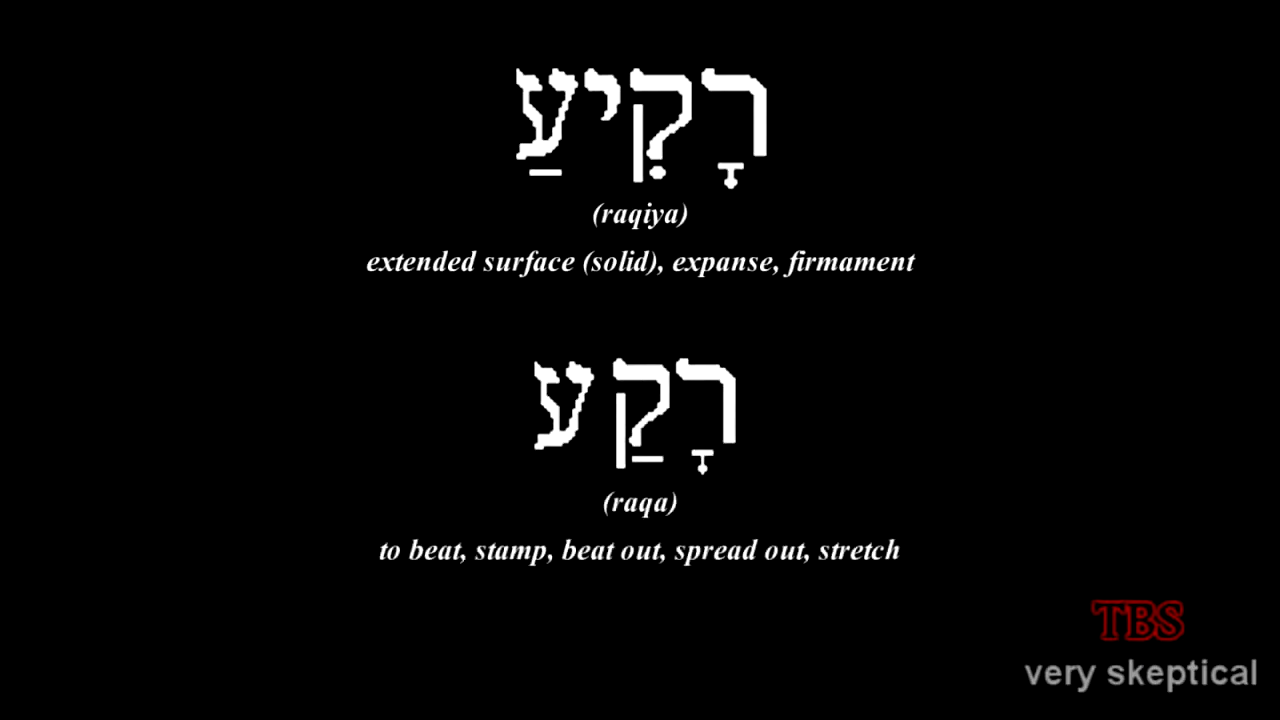 רָקִיעַ
(raqiya)
extended surface (solid), expanse, firmament
רָקַע
(raqa)
to beat, stamp, beat out, spread out, stretch
TBS
very skeptical